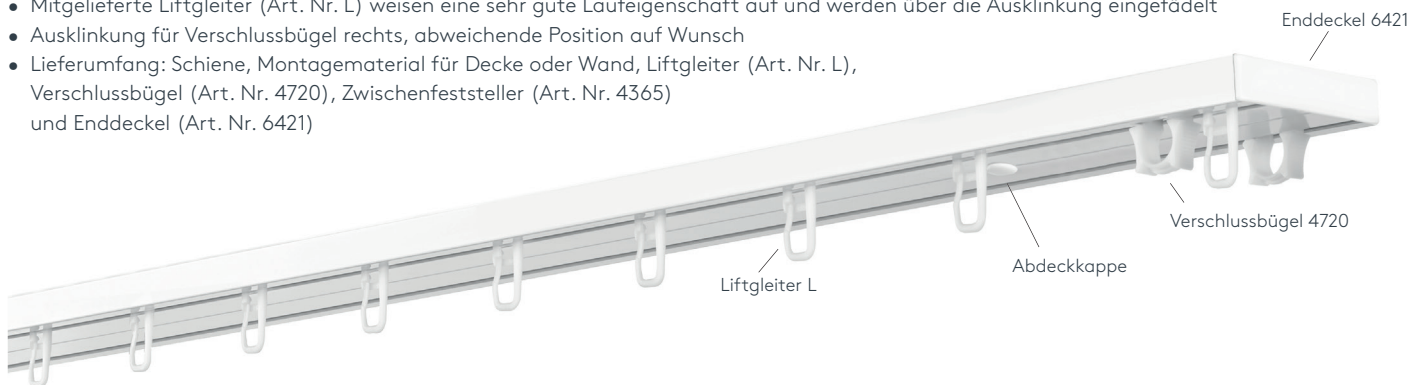 • Mitgelieferte Liftgleiter (Art. Nr. L) weisen eine sehr gute Laufeigenschaft auf und werden über die Ausklinkung eingefädelt
Enddeckel 6421
• Ausklinkung für Verschlussbügel rechts, abweichende Position auf Wunsch
• Lieferumfang: Schiene, Montagematerial für Decke oder Wand, Liftgleiter (Art. Nr. L),
Verschlussbügel (Art. Nr. 4720), Zwischenfeststeller (Art. Nr. 4365)
und Enddeckel (Art. Nr. 6421)
Verschlussbügel 4720
Abdeckkappe
Liftgleiter L